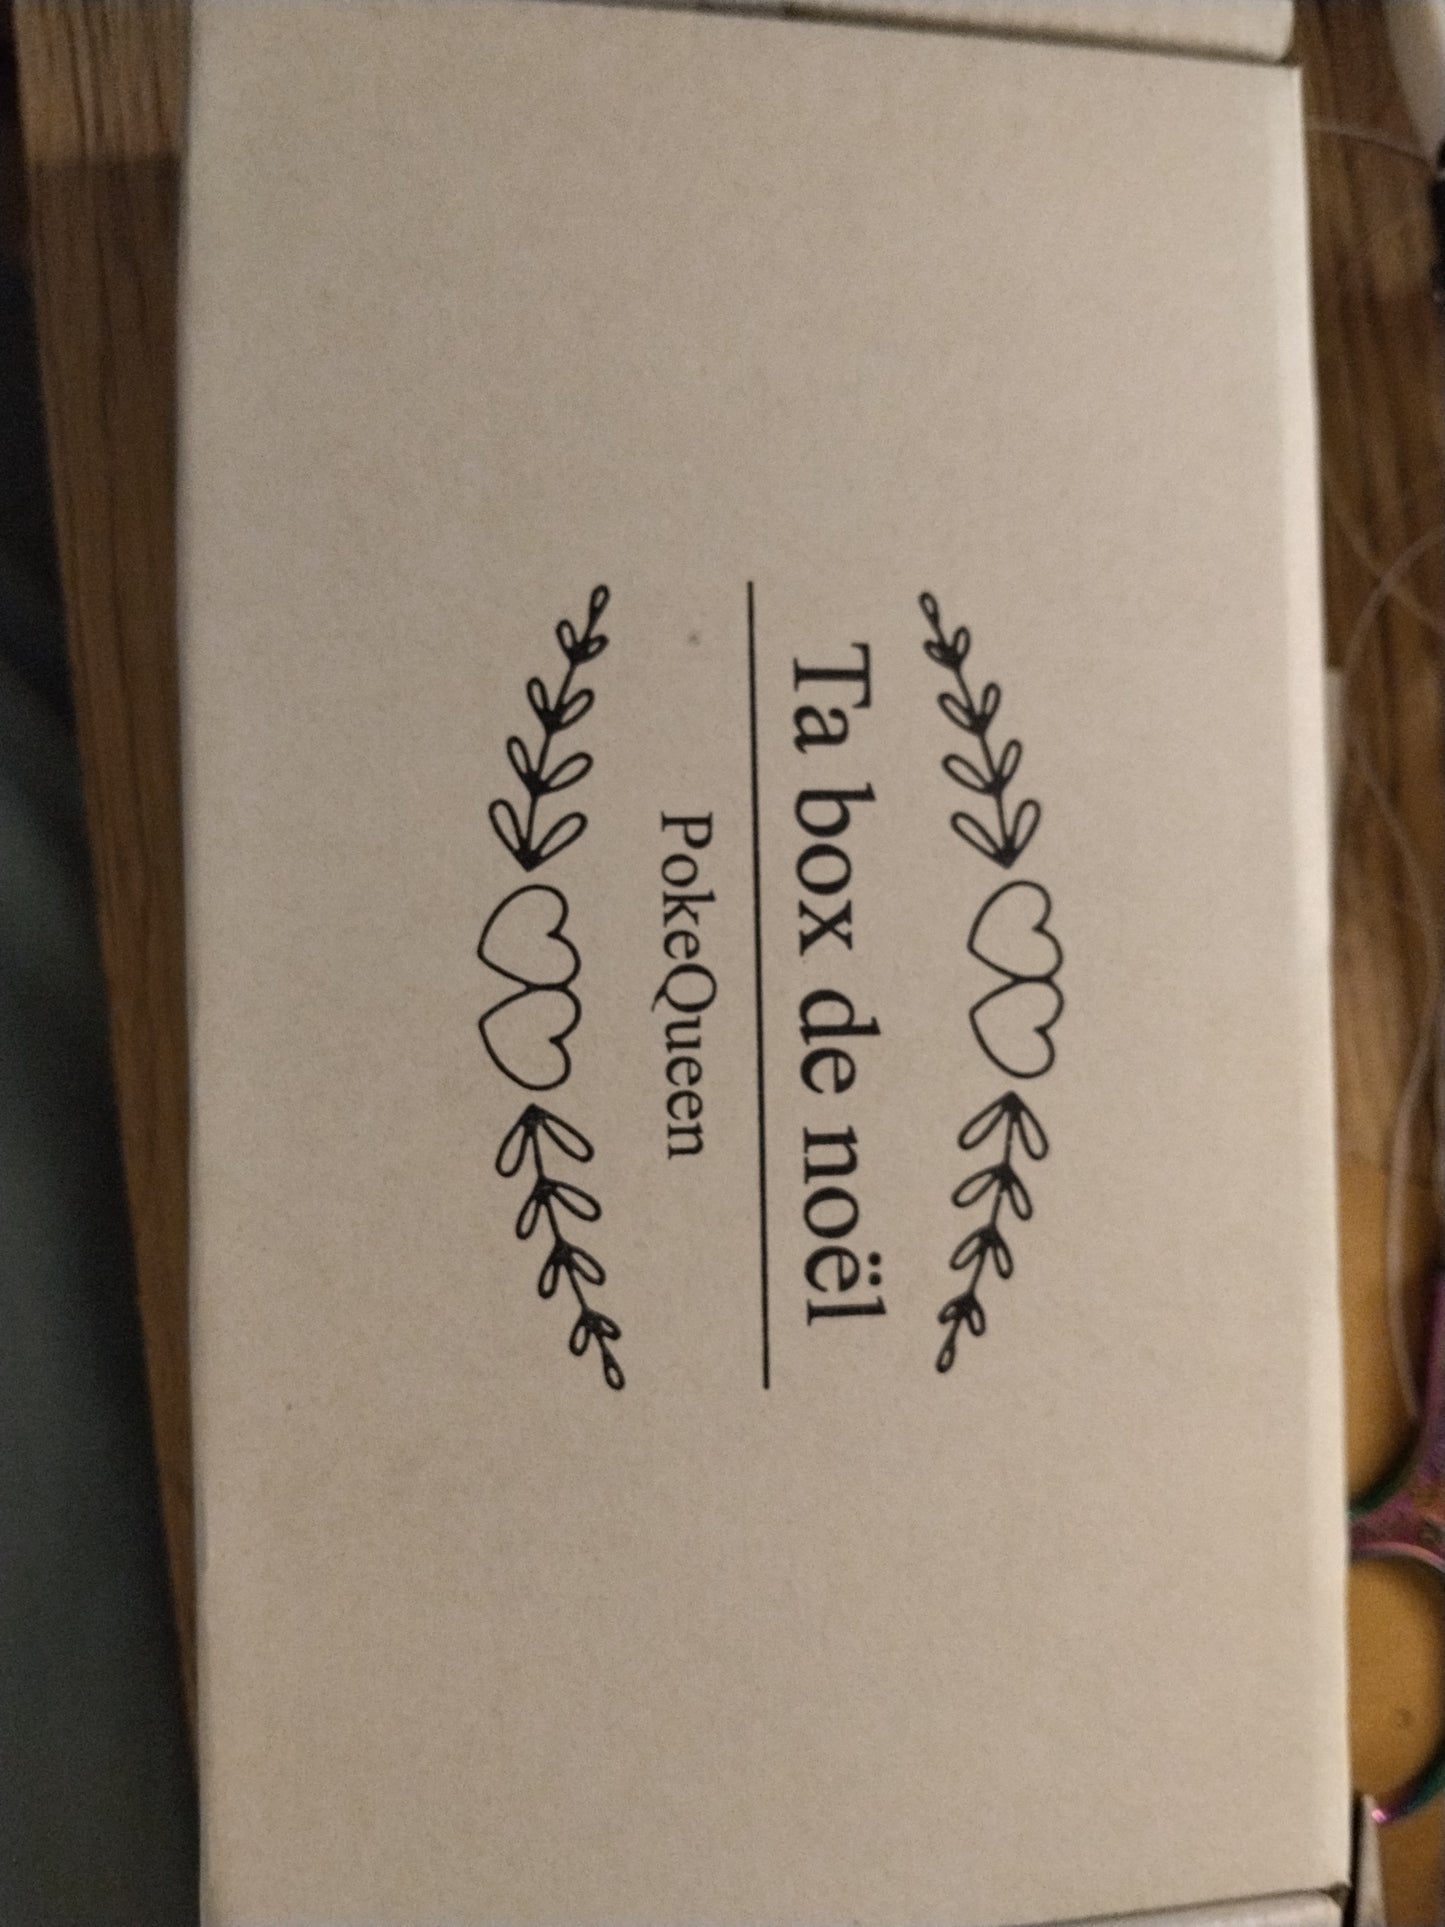 Ta box de noël
PokeQueen